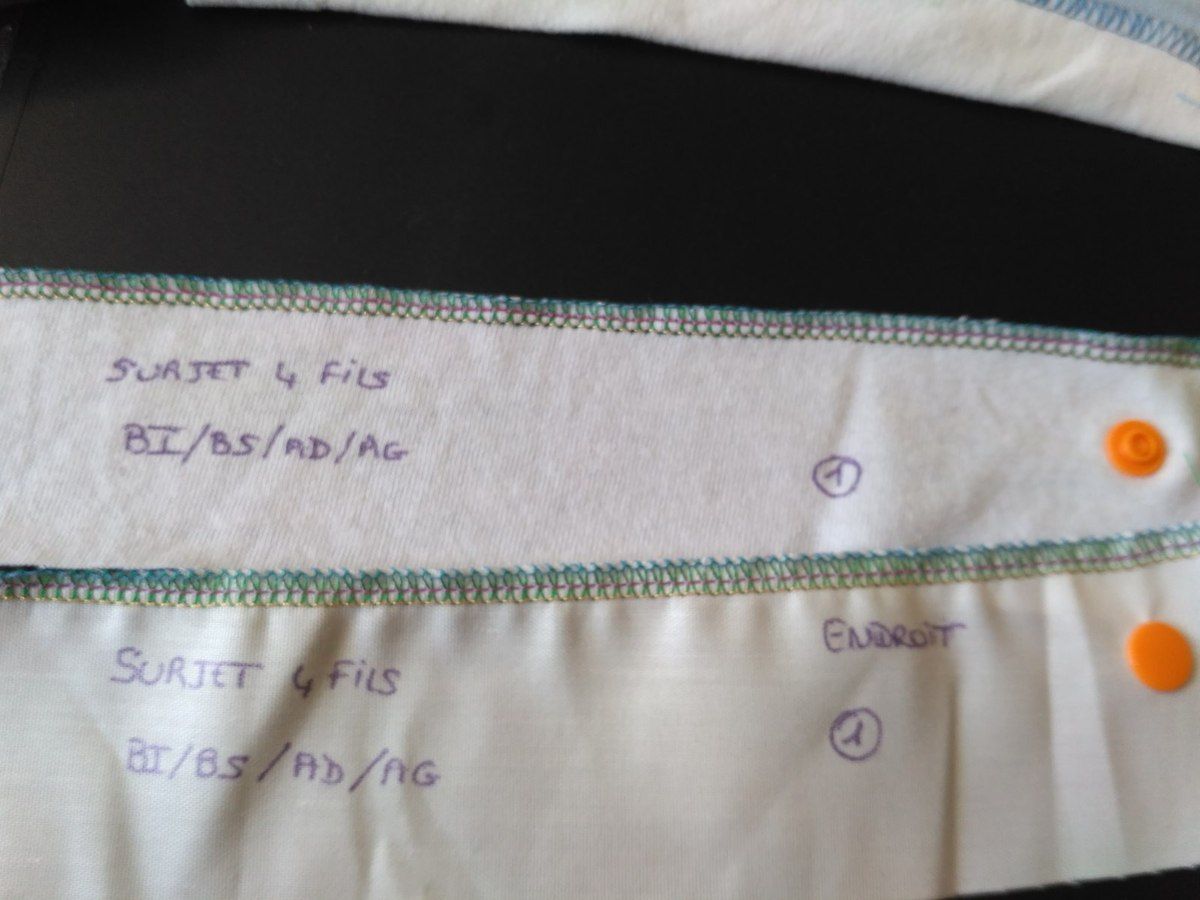 SURJET 4 FiLS
BI/BS/AD/AG
1
SURJET 4 FiLS
ENDROIT
BI/BS/AD/AG
1